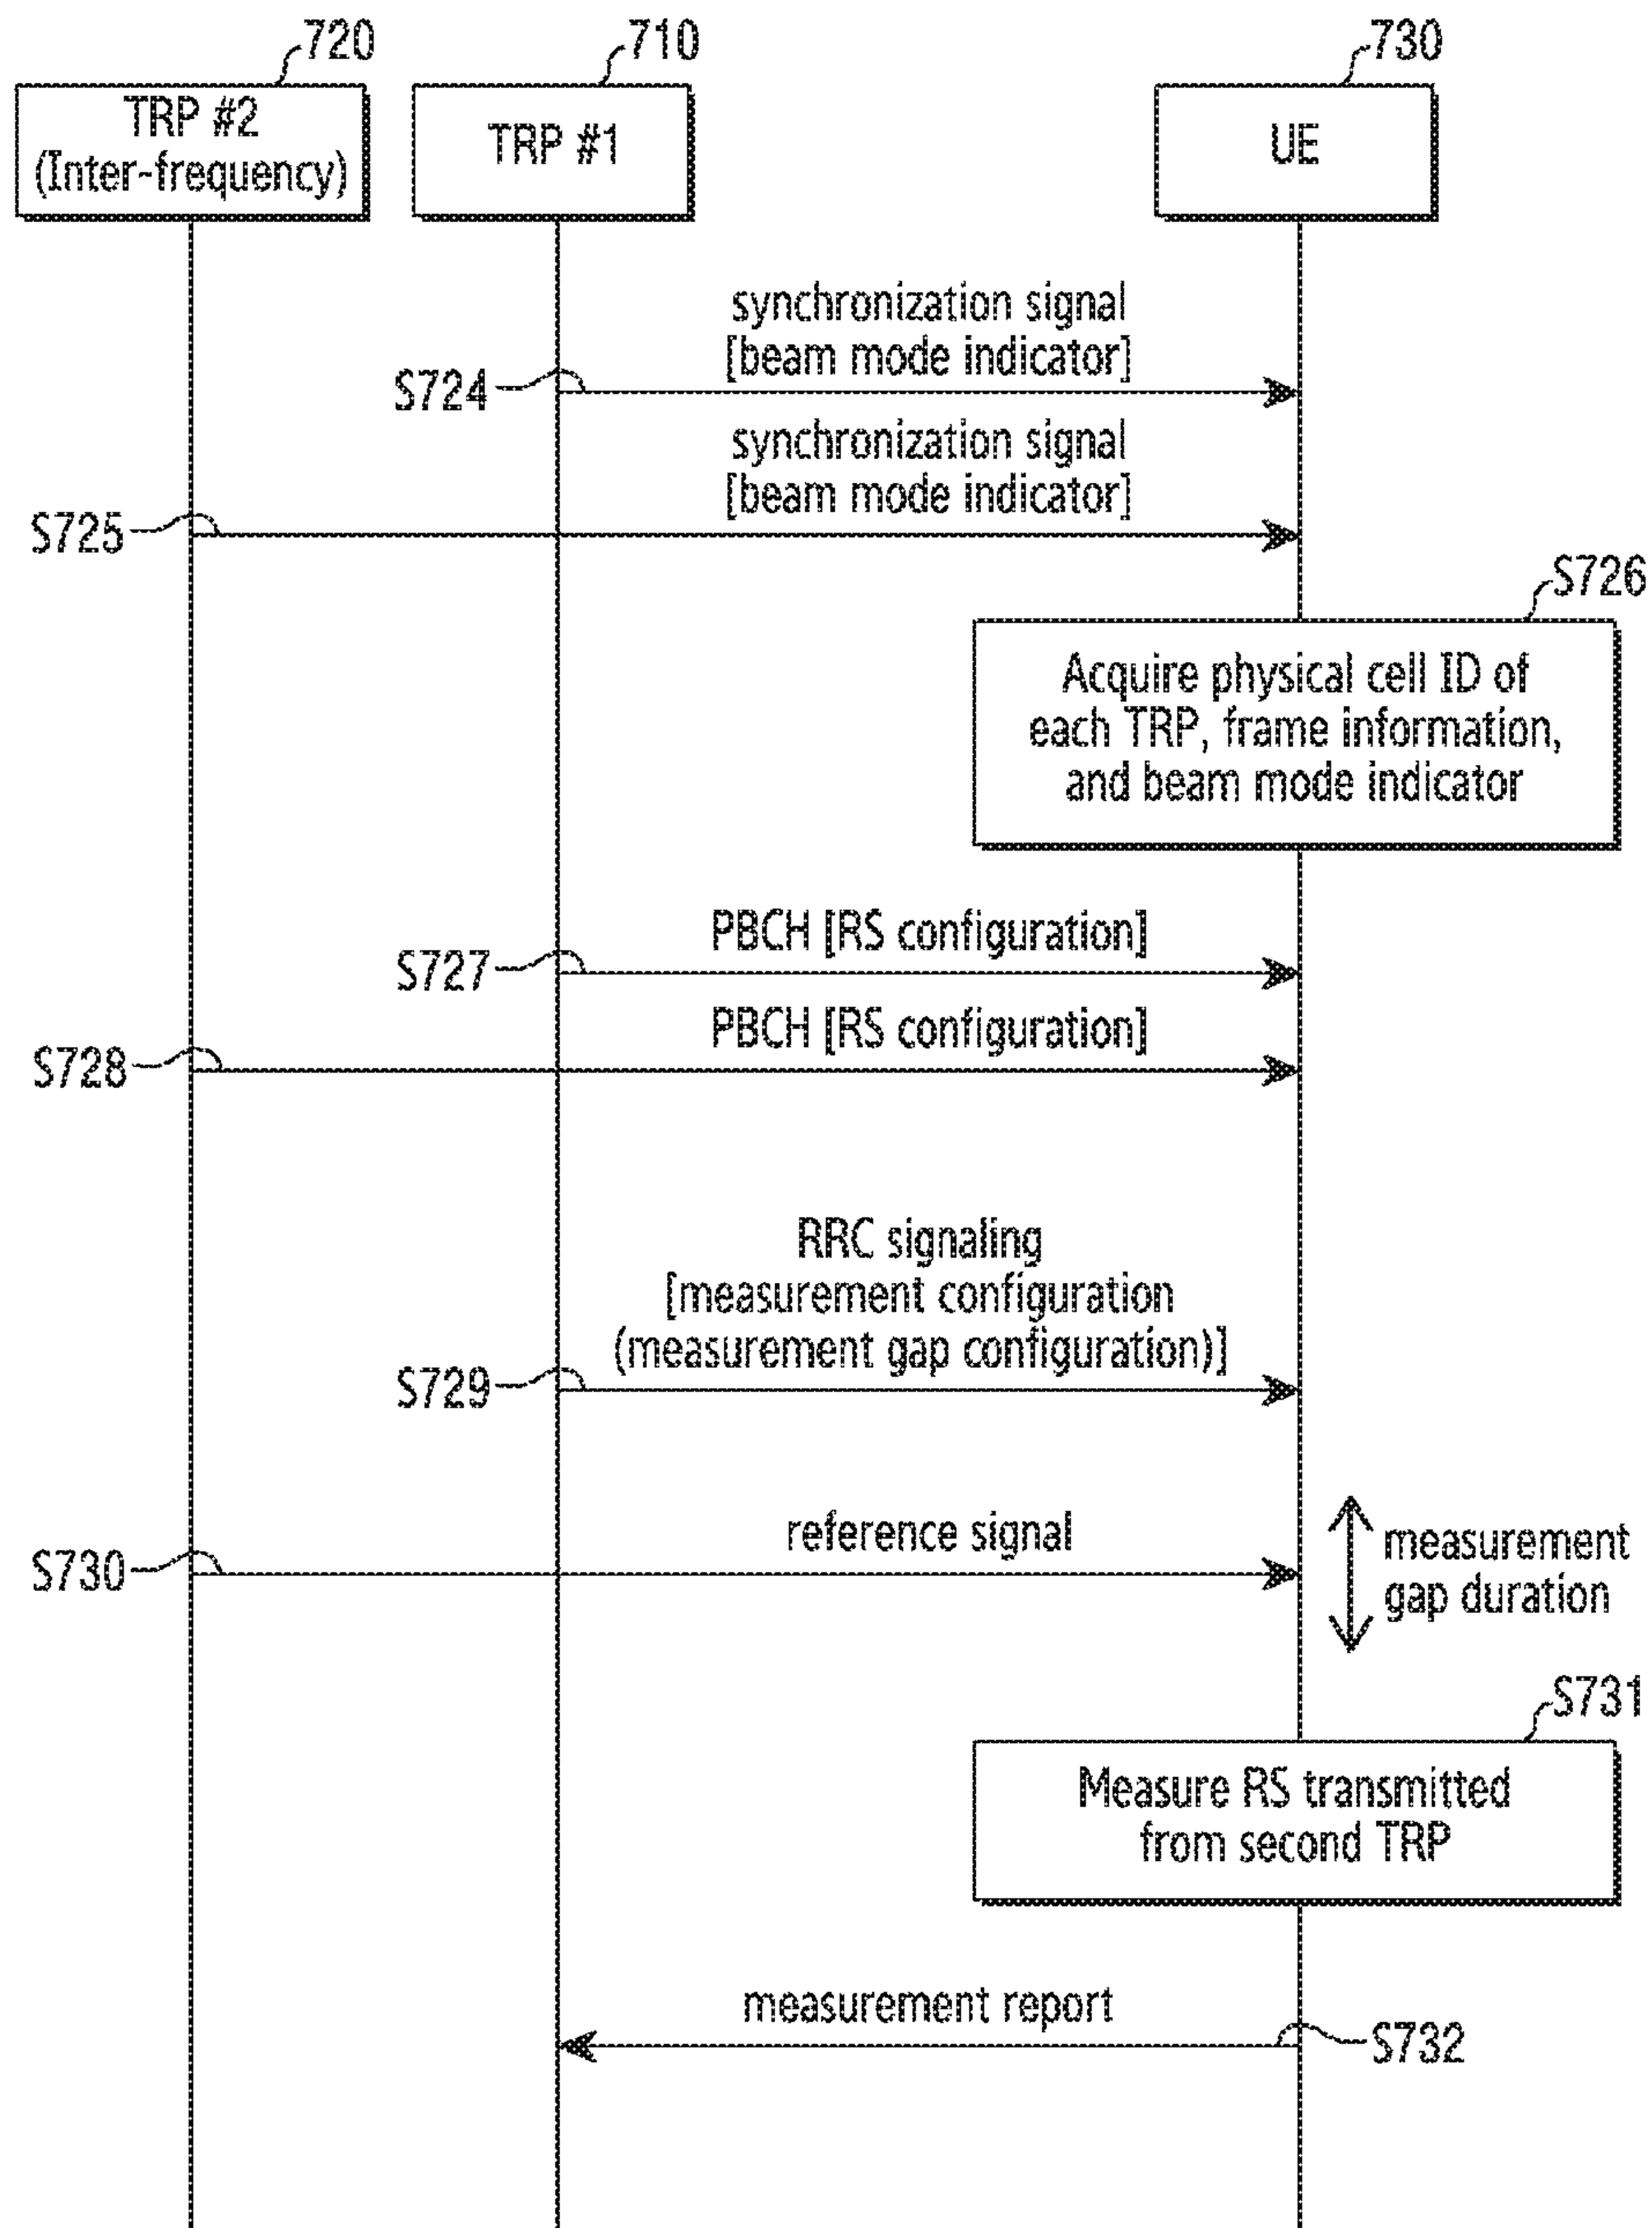 720
710
730
TRP #2
(Inter-frequency)
TRP #1
UE
synchronization signal
[beam mode indicator]
S724
synchronization signal
[beam mode indicator]
S725
S726
Acquire physical cell ID of
each TRP, frame information,
and beam mode indicator
PBCH [RS configuration]
S727
PBCH [RS configuration]
S728
RRC signaling
[measurement configuration
(measurement gap configuration)]
S729
reference signal
S730
measurement
gap duration
S731
Measure RS transmitted
from second TRP
measurement report
S732